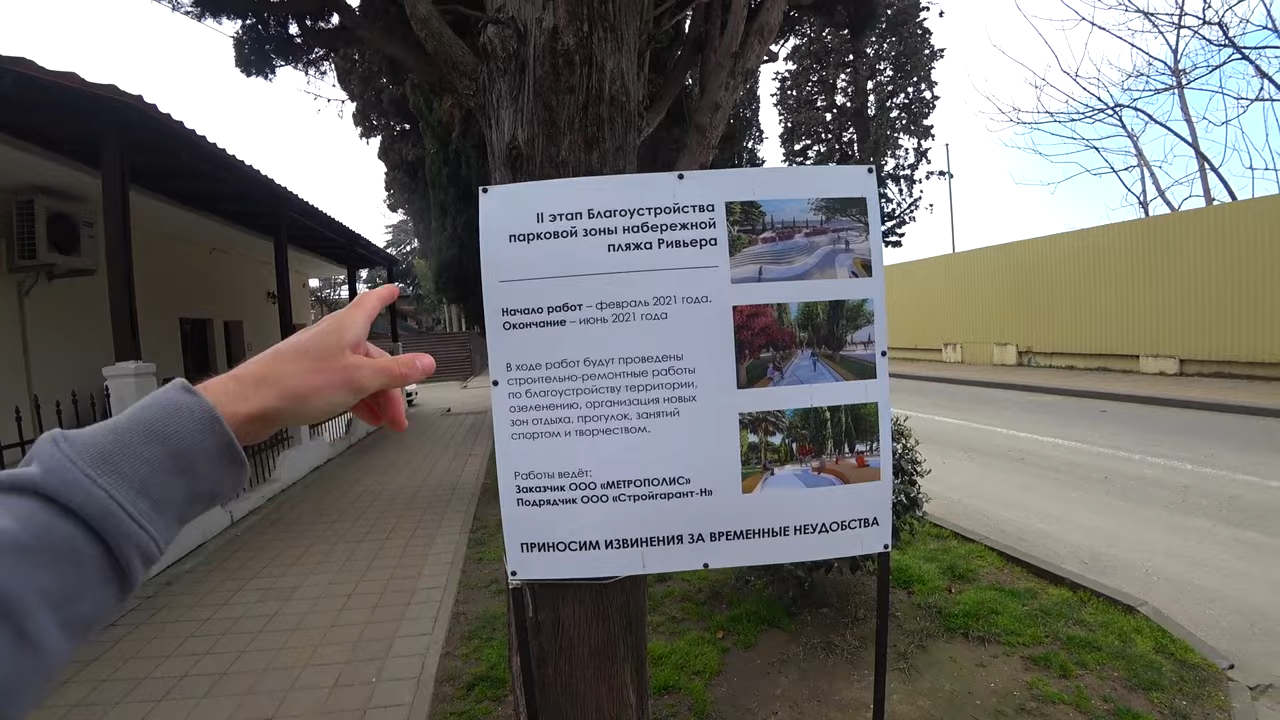 II этап Благоустройства
парковой зоны набережной
пляжа Ривьера
Начало работ – февраль 2021 года.
Окончание – июнь 2021 года
В ходе работ будут проведены
строительно-ремонтные работы
по благоустройству территории,
озеленению, организация новых
зон отдыха, прогулок, занятий
спортом и творчеством.
Работы ведёт:
Заказчик ООО «МЕТРОПОЛИС»
Подрядчик ООО «Стройгарант-Н»
ПРИНОСИМ ИЗВИНЕНИЯ ЗА ВРЕМЕННЫЕ НЕУДОБСТВА